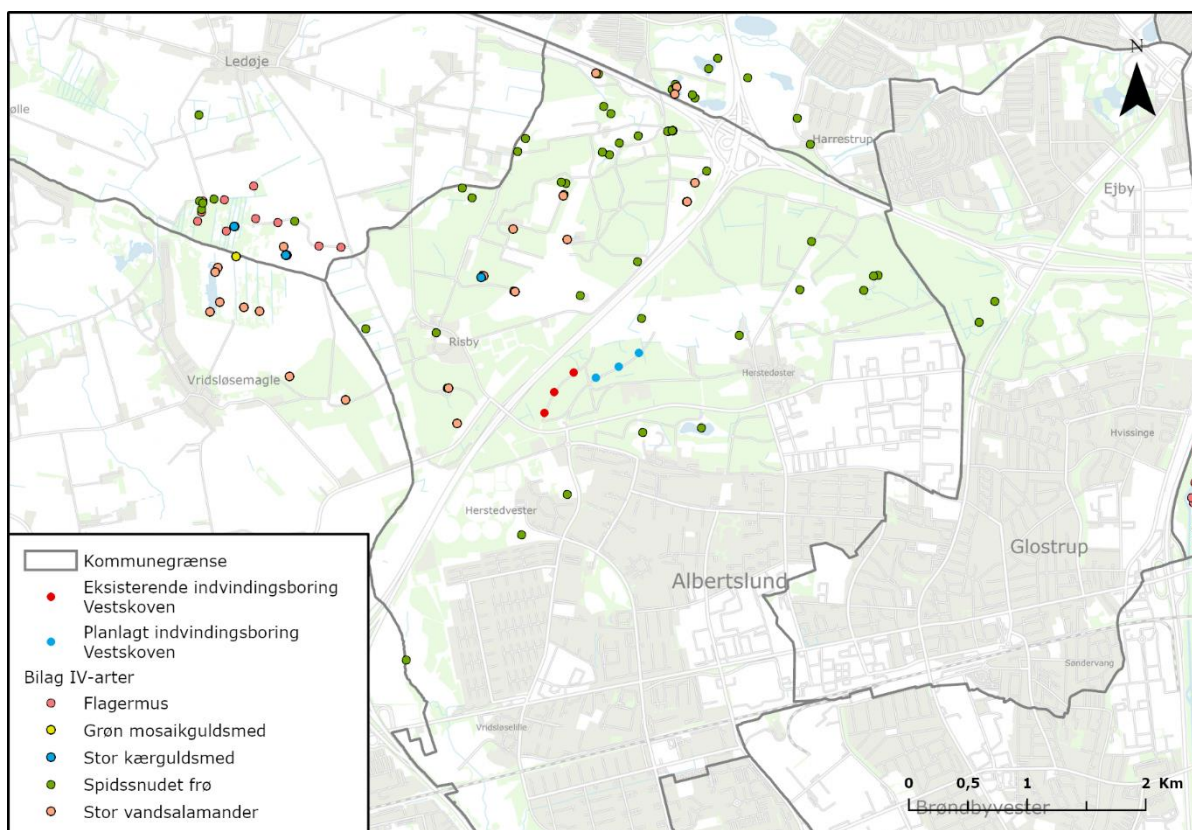 Ledøje
ølle
N
Harrestrup
Ejby
Risby
Vridsløsemagle
Herstedøster
Hvissinge
Herstedvester
Glostrup
Albertslund
Søndervang
Vridsløselille
Brøndbyvester
0 0,5 1 2 Km
Kommunegrænse
Eksisterende indvindingsboring
Vestskoven
Planlagt indvindingsboring
Vestskoven
Bilag IV-arter
Flagermus
Grøn mosaikguldsmed
Stor kærguldsmed
Spidssnudet frø
Stor vandsalamander